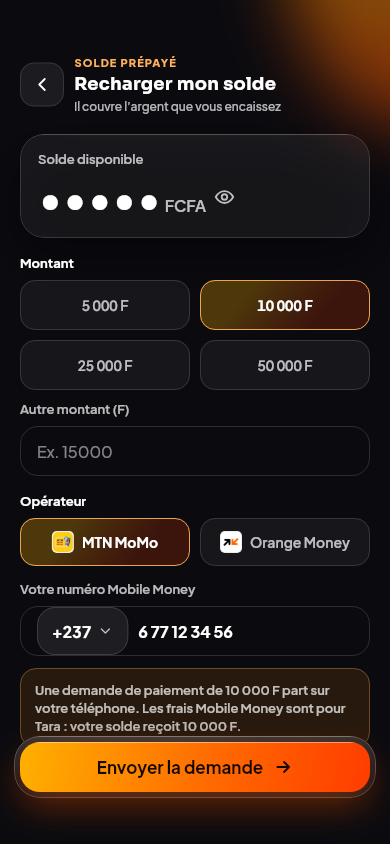 SOLDE PRÉPAYÉ
Recharger mon solde
Il couvre l'argent que vous encaissez
Solde disponible
●●●●● FCFA
Montant
5 000 F
10 000 F
25 000 F
50 000 F
Autre montant (F)
Ex. 15000
Opérateur
MTN MoMo
Orange Money
Votre numéro Mobile Money
+237 6 77 12 34 56
Une demande de paiement de 10 000 F part sur
votre téléphone. Les frais Mobile Money sont pour
Tara : votre solde reçoit 10 000 F.
Envoyer la demande →